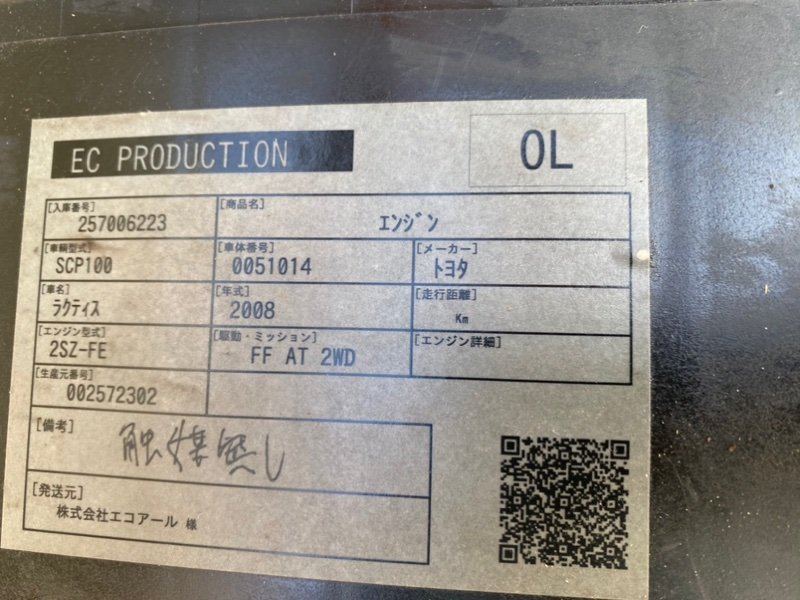 EC PRODUCTION
OL
[入庫番号]
257006223
[商品名]
ｴﾝｼﾞﾝ
[車輌型式]
SCP100
[車体番号]
0051014
[メーカー]
ﾄﾖﾀ
[車名]
ﾗｸﾃｨｽ
[年式]
2008
[走行距離]
Km
[エンジン型式]
2SZ-FE
[駆動・ミッション]
FF AT 2WD
[エンジン詳細]
[生産元番号]
002572302
[備考]
触媒無し
[発送元]
株式会社エコアール 様